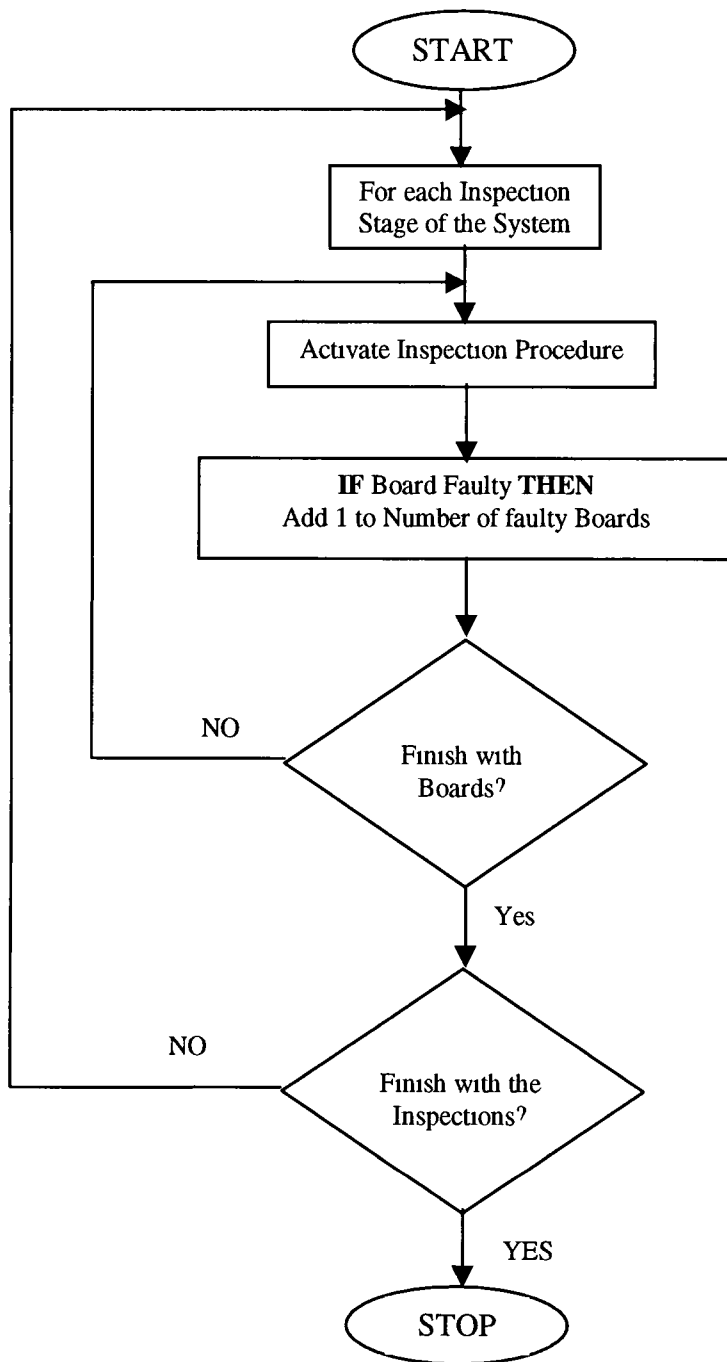 START
For each Inspection
Stage of the System
Activate Inspection Procedure
IF Board Faulty THEN
Add 1 to Number of faulty Boards
NO
Finish with
Boards?
Yes
NO
Finish with the
Inspections?
YES
STOP